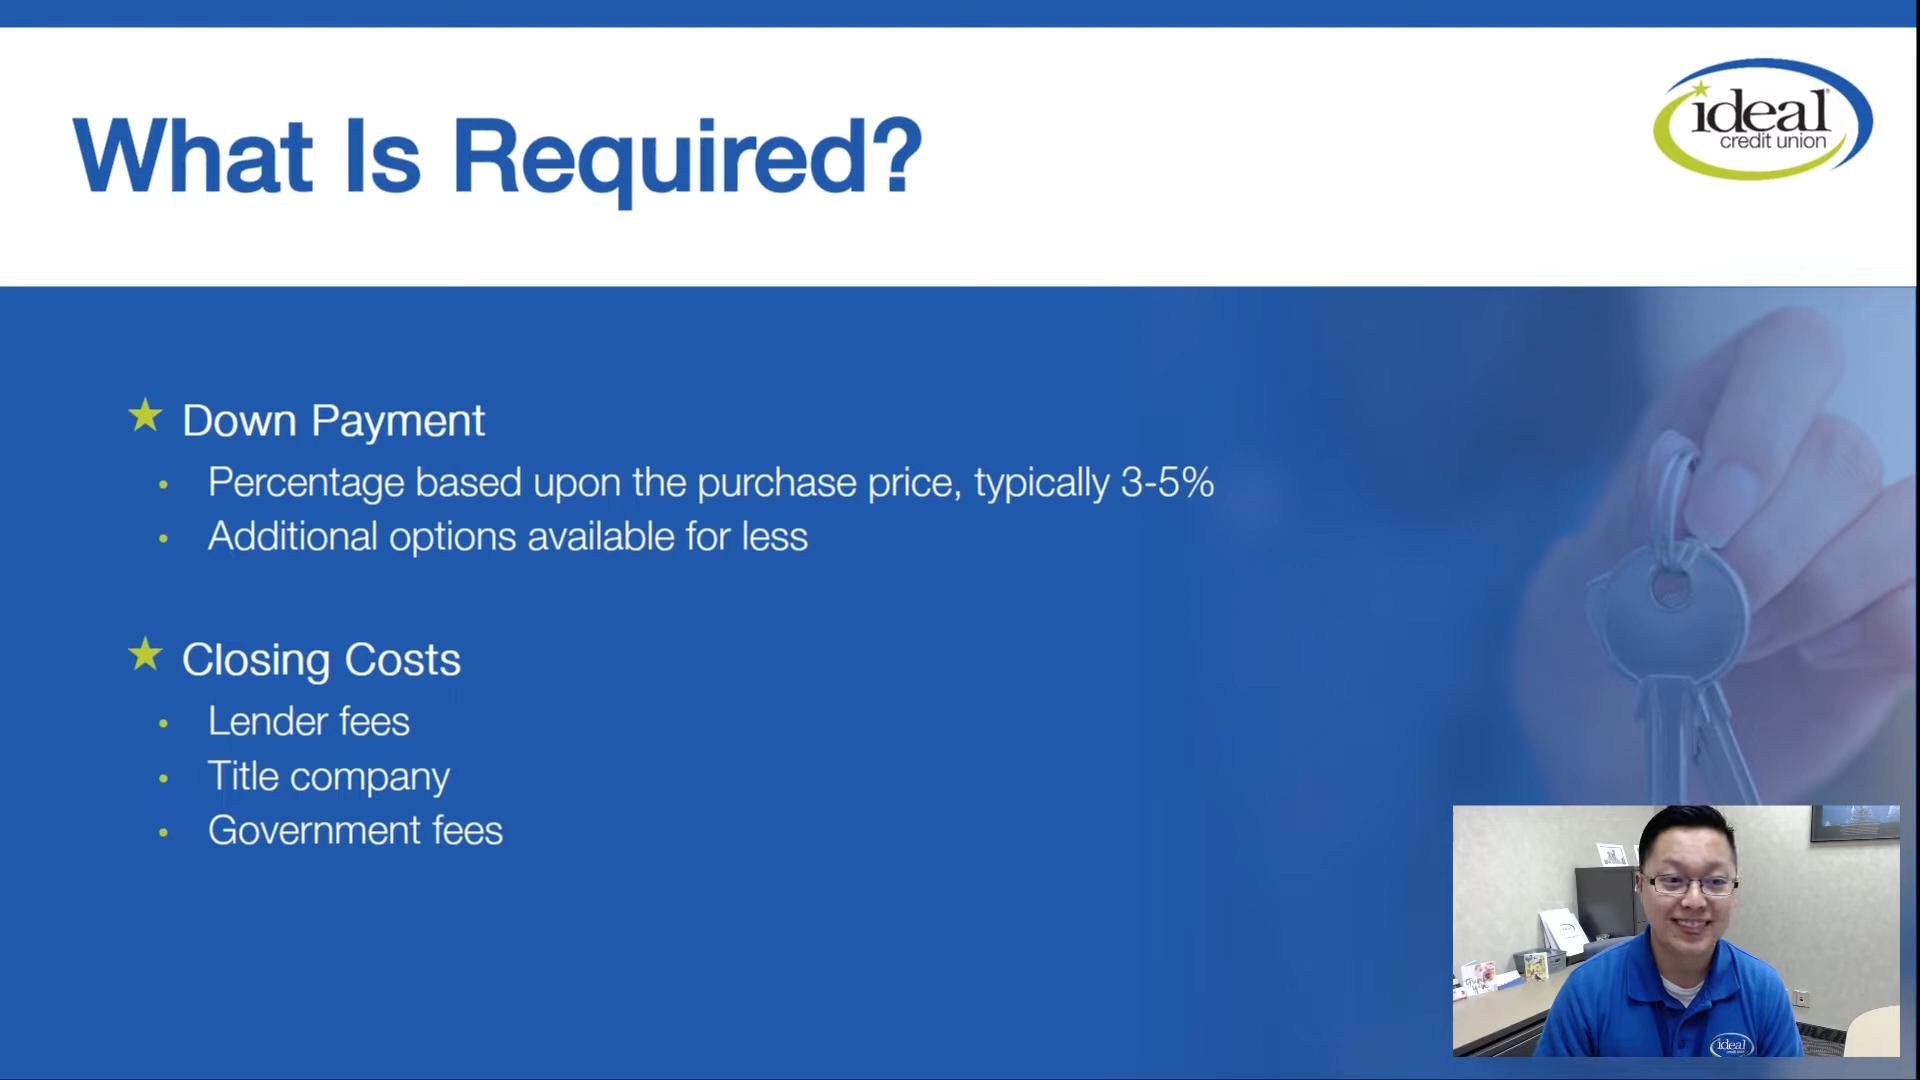 What Is Required?
ideal
credit union
★ Down Payment
• Percentage based upon the purchase price, typically 3-5%
• Additional options available for less
★ Closing Costs
• Lender fees
• Title company
• Government fees
ideal